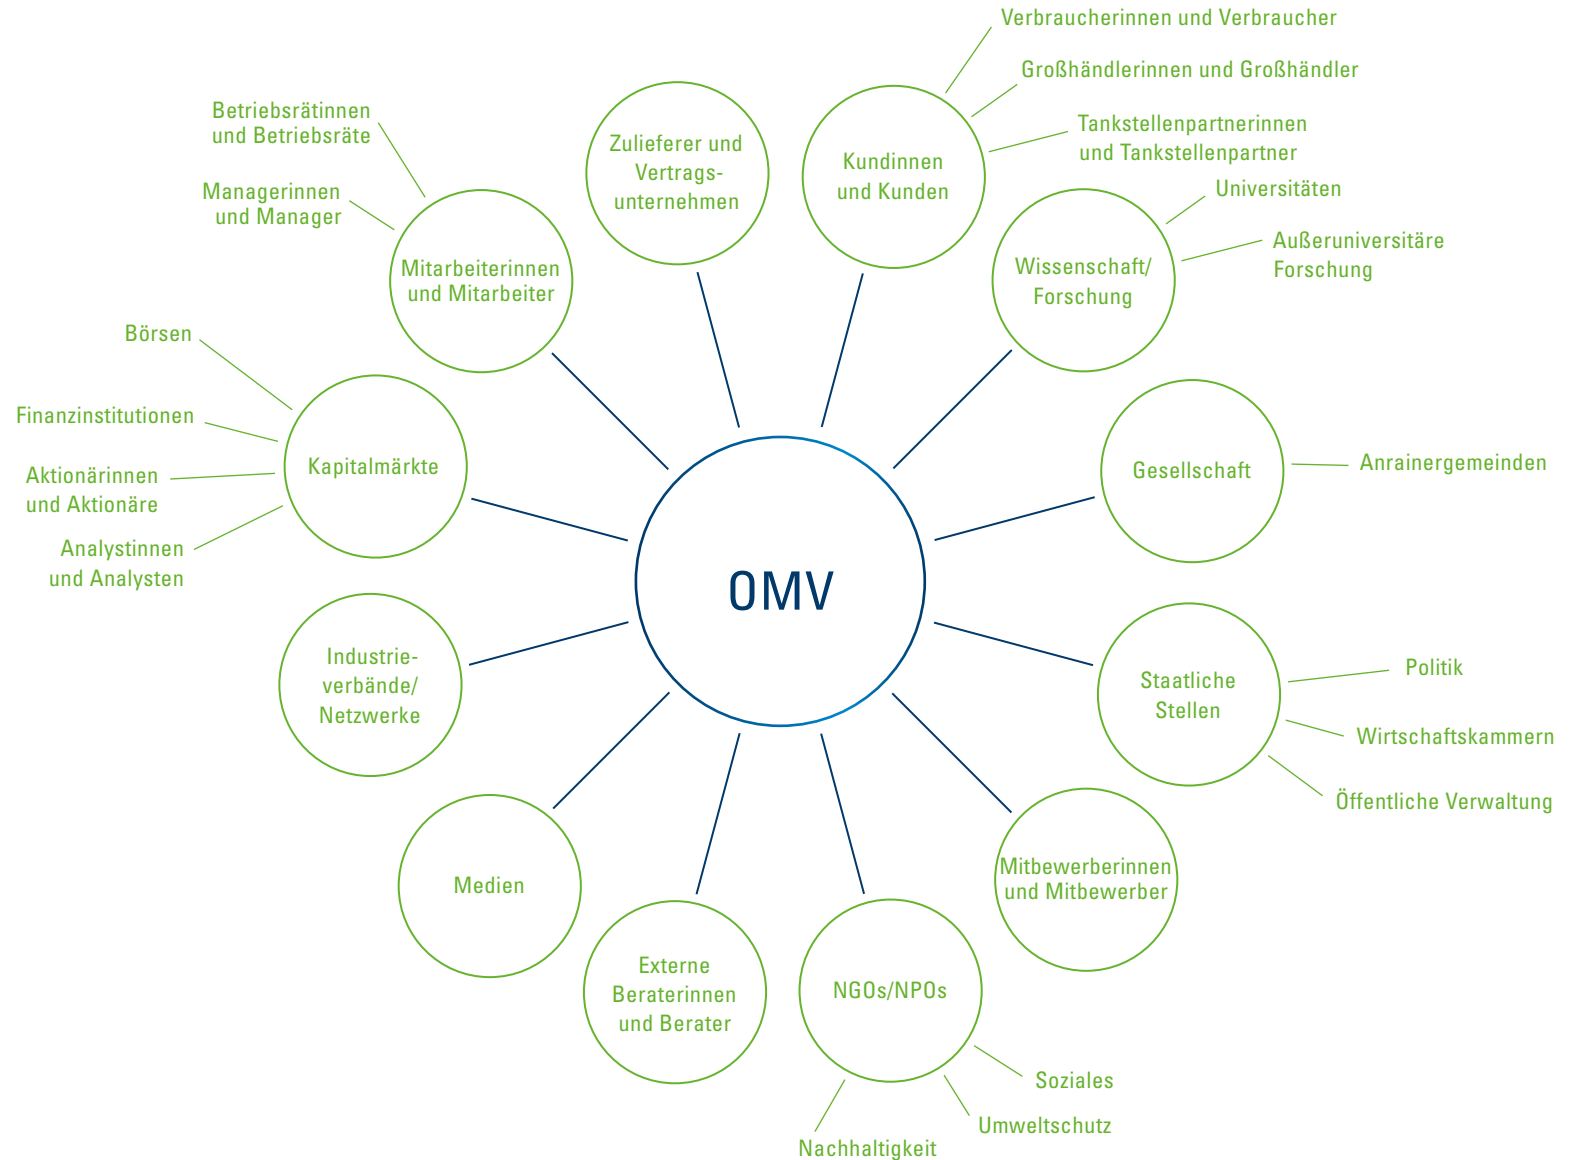 Verbraucherinnen und Verbraucher
Großhändlerinnen und Großhändler
Tankstellenpartnerinnen
und Tankstellenpartner
Kundinnen
und Kunden
Zulieferer und
Vertrags-
unternehmen
Betriebsrätinnen
und Betriebsräte
Managerinnen
und Manager
Mitarbeiterinnen
und Mitarbeiter
Universitäten
Außeruniversitäre
Forschung
Wissenschaft/
Forschung
Börsen
Finanzinstitutionen
Aktionärinnen
und Aktionäre
Analystinnen
und Analysten
Kapitalmärkte
Gesellschaft
Anrainergemeinden
OMV
Industrie-
verbände/
Netzwerke
Staatliche
Stellen
Politik
Wirtschaftskammern
Öffentliche Verwaltung
Medien
Mitbewerberinnen
und Mitbewerber
Externe
Beraterinnen
und Berater
NGOs/NPOs
Soziales
Umweltschutz
Nachhaltigkeit